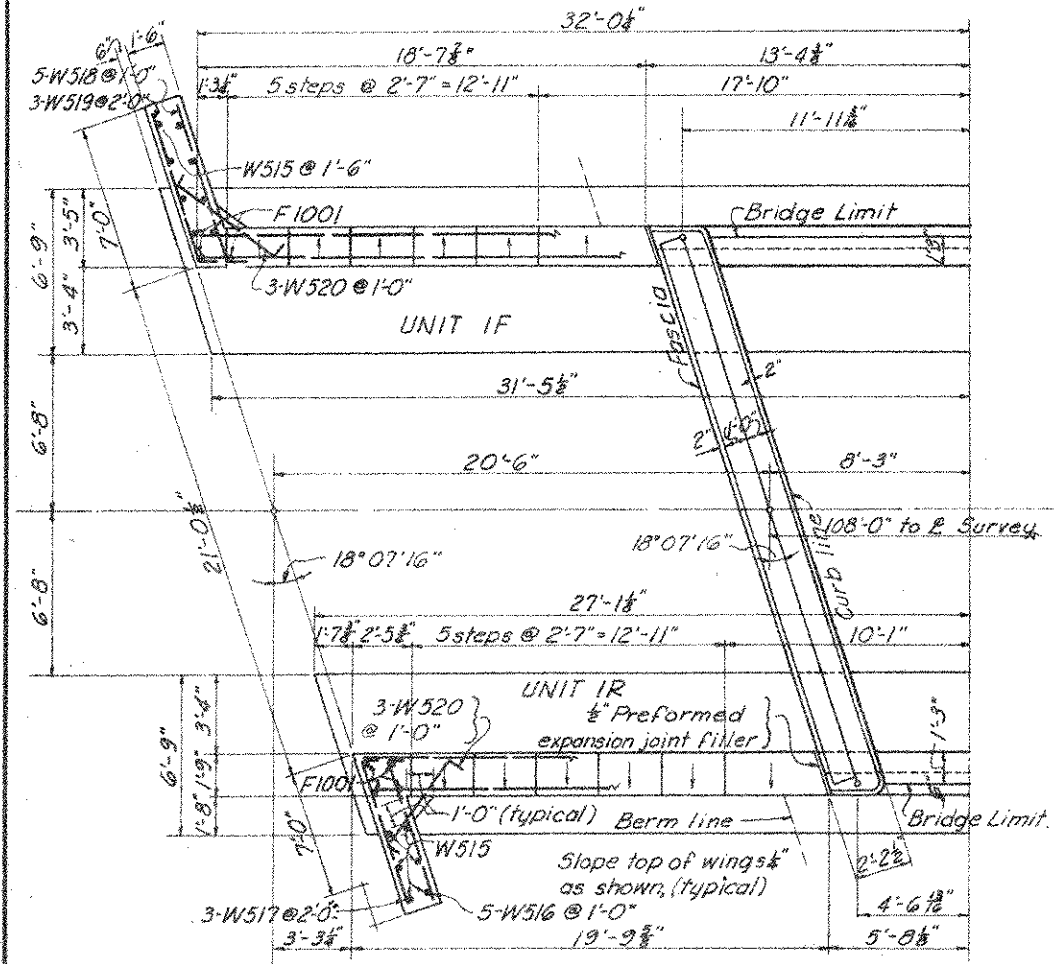 32'-0⅛"
6" 1'-6"
18'-7⅞" 13'-4¼"
5-W518@1'-0"
3-W519@2'-0"
1'-3¼" 5 steps @ 2'-7" = 12'-11" 17'-10"
11'-11⅝"
W515 @ 1'-6"
F1001
Bridge Limit
3-W520 @ 1'-0"
6'-9" 3'-5" 7'-0"
3'-4"
UNIT 1F
Fascia
31'-5½"
2"
2" 1'-0"
6'-8"
20'-6" 8'-3"
21'-0½"
108'-0" to ℄ Survey
18°07'16" 18°07'16"
Curb line
6'-8"
27'-1⅛"
1'-7¾" 2'-5¾" 5 steps @ 2'-7" = 12'-11" 10'-1"
UNIT 1R
3-W520
@ 1'-0"
½" Preformed
expansion joint filler
6'-9" 3'-4"
1'-9"
1'-8"
1'-3"
F1001
6"
1'-0" (typical) Berm line
Bridge Limit.
W515
7'-0"
Slope top of wings ¼"
as shown, (typical)
2'-2½"
3-W517@2'-0" 5-W516 @ 1'-0"
4'-6 13/16"
3'-3¼" 19'-9⅝" 5'-8⅛"